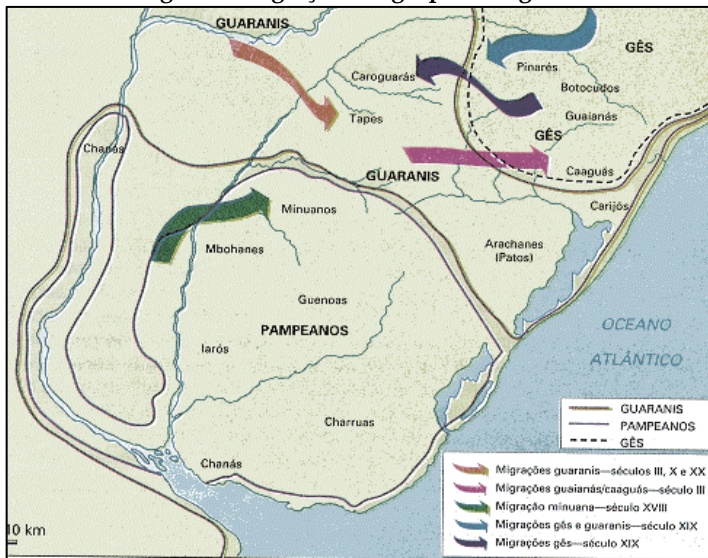 GUARANIS
GÊS
Pinarés
Caroguarás
Botocudos
Guaianás
Tapes
GÊS
Chanás
GUARANIS
Caaguás
Carijós
Minuanos
Arachanes
(Patos)
Mbohanes
Guenoas
PAMPEANOS
OCEANO
ATLÂNTICO
Iarós
Charruas
Chanás
GUARANIS
PAMPEANOS
GÊS
Migrações guaranis—séculos III, X e XX
Migrações guaianás/caaguás—século III
Migração minuana—século XVIII
Migrações gês e guaranis—século XIX
Migrações gês—século XIX
10 km